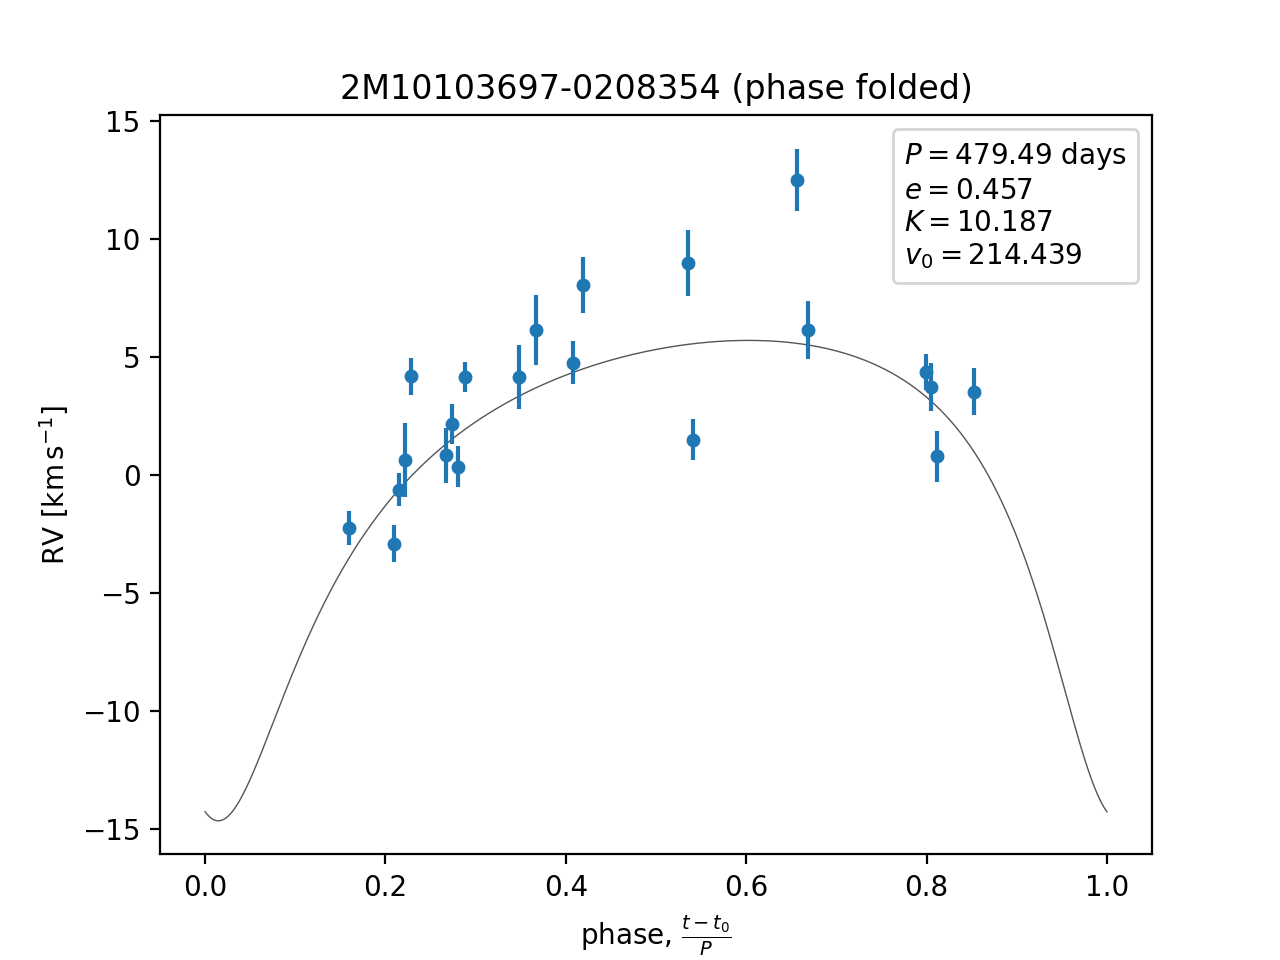 2M10103697-0208354 (phase folded)
P = 479.49 days
e = 0.457
K = 10.187
v₀ = 214.439
RV [km s⁻¹]
15
10
5
0
−5
−10
−15
0.0 0.2 0.4 0.6 0.8 1.0
phase, (t − t₀)/P